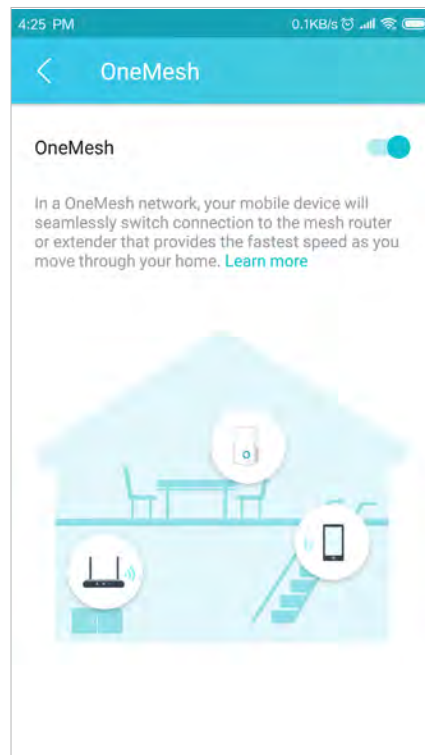 4:25 PM 0.1KB/s
OneMesh
OneMesh
In a OneMesh network, your mobile device will
seamlessly switch connection to the mesh router
or extender that provides the fastest speed as you
move through your home. Learn more